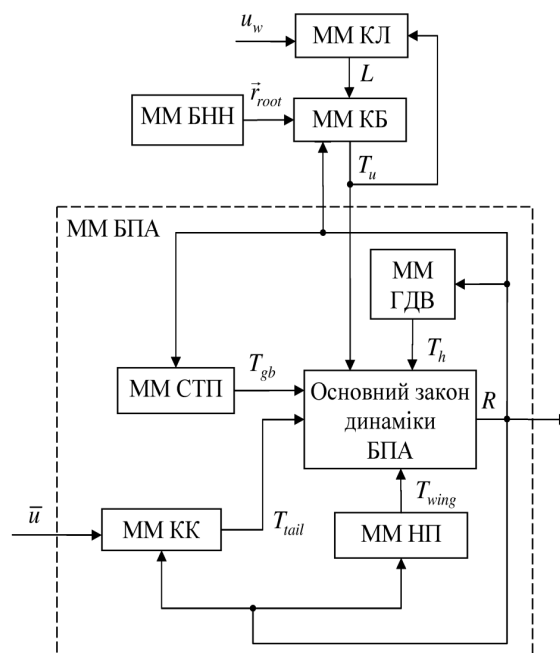 u_w
ММ КЛ
L
ММ БНН
r⃗_root
ММ КБ
T_u
ММ БПА
ММ
ГДВ
T_h
ММ СТП
T_gb
Основний закон
динаміки
БПА
R
T_wing
u̅
ММ КК
T_tail
ММ НП